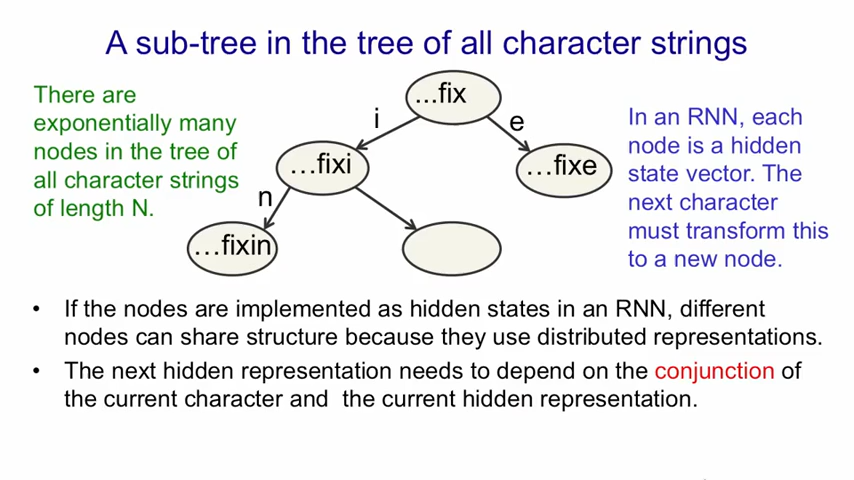 A sub-tree in the tree of all character strings
There are
exponentially many
nodes in the tree of
all character strings
of length N.
...fix
i
e
…fixi
…fixe
n
…fixin
In an RNN, each
node is a hidden
state vector. The
next character
must transform this
to a new node.
• If the nodes are implemented as hidden states in an RNN, different
nodes can share structure because they use distributed representations.
• The next hidden representation needs to depend on the conjunction of
the current character and the current hidden representation.